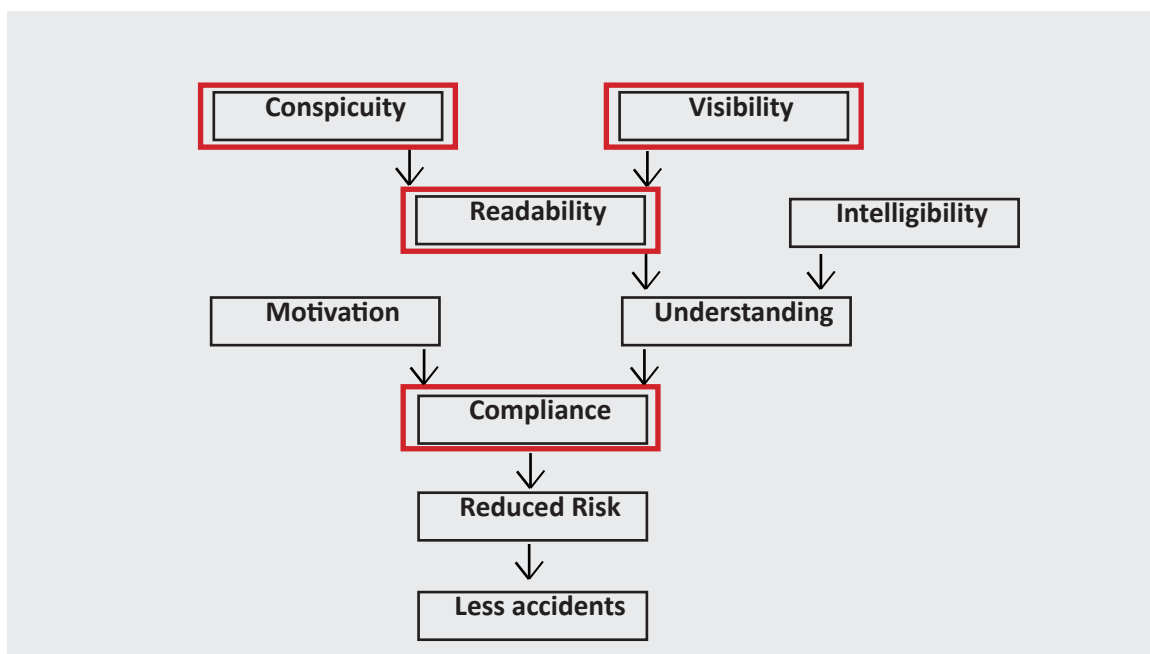 Conspicuity
Visibility
Readability
Intelligibility
Motivation
Understanding
Compliance
Reduced Risk
Less accidents